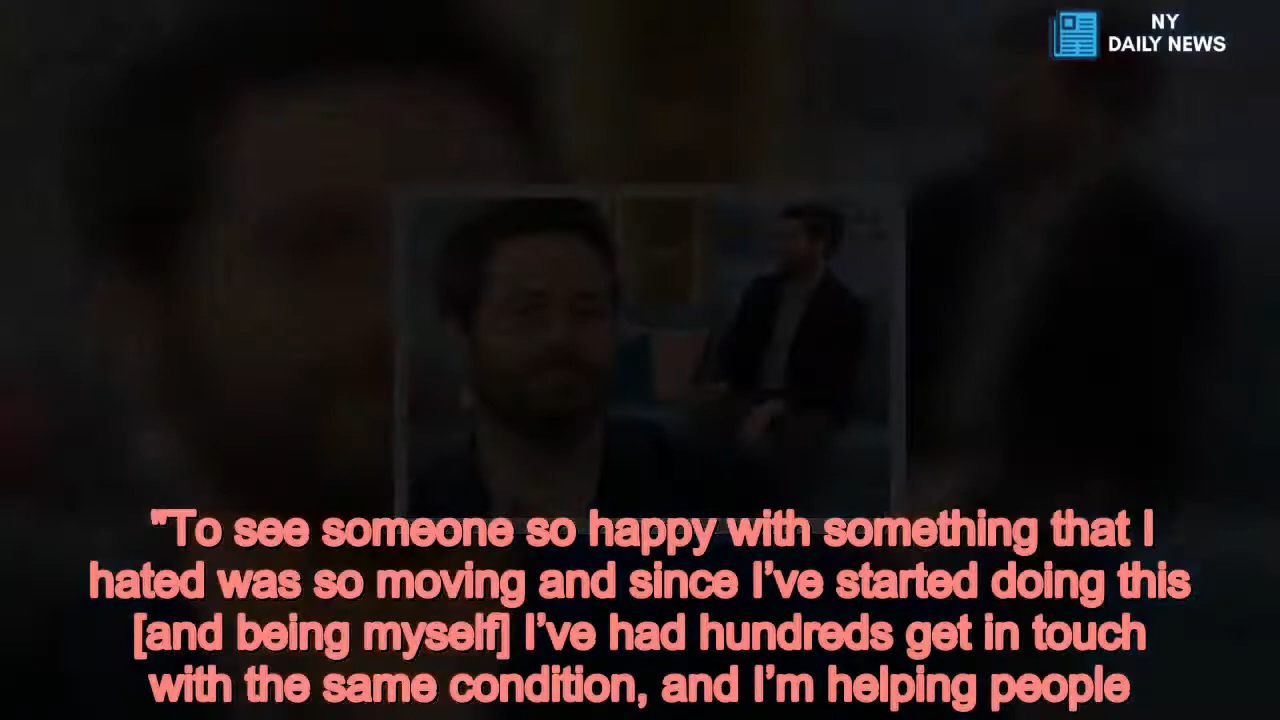 NY
DAILY NEWS
"To see someone so happy with something that I
hated was so moving and since I’ve started doing this
[and being myself] I’ve had hundreds get in touch
with the same condition, and I’m helping people